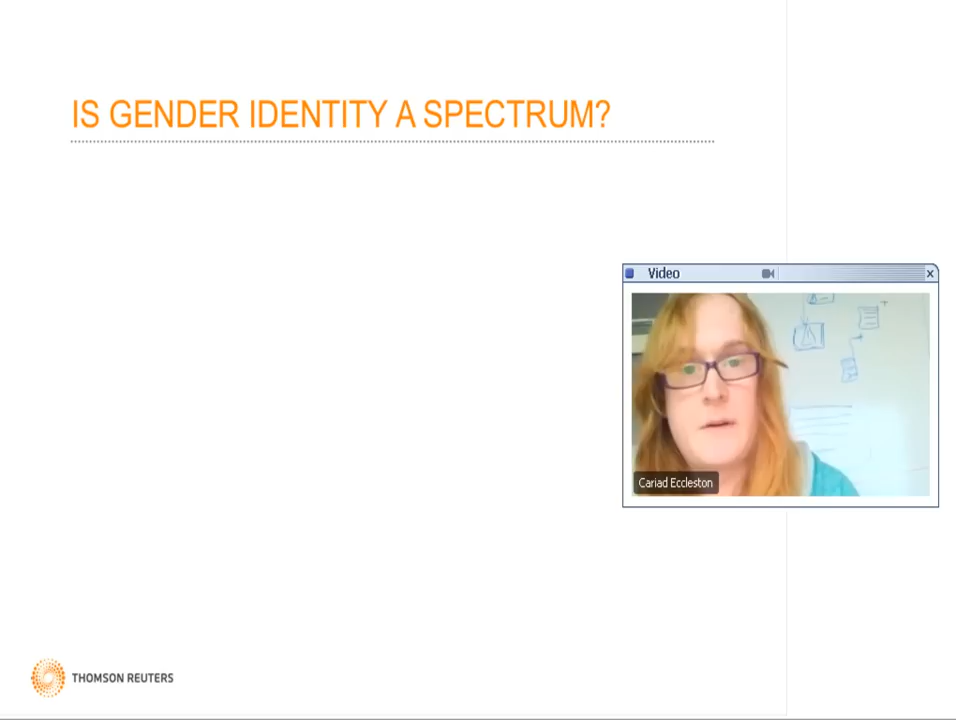 IS GENDER IDENTITY A SPECTRUM?
Video
Cariad Eccleston
THOMSON REUTERS